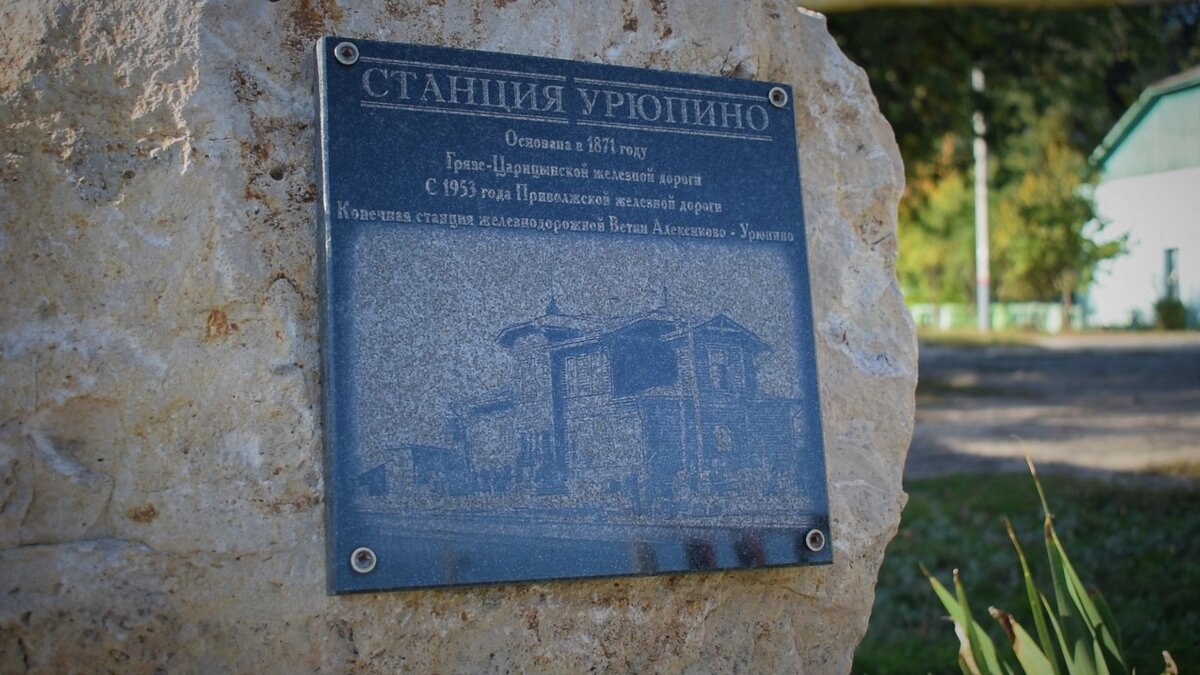 СТАНЦИЯ УРЮПИНО
Основана в 1871 году
Грязе-Царицынской железной дороги
С 1953 года Приволжской железной дороги
Конечная станция железнодорожной Ветки Алексиково - Урюпино